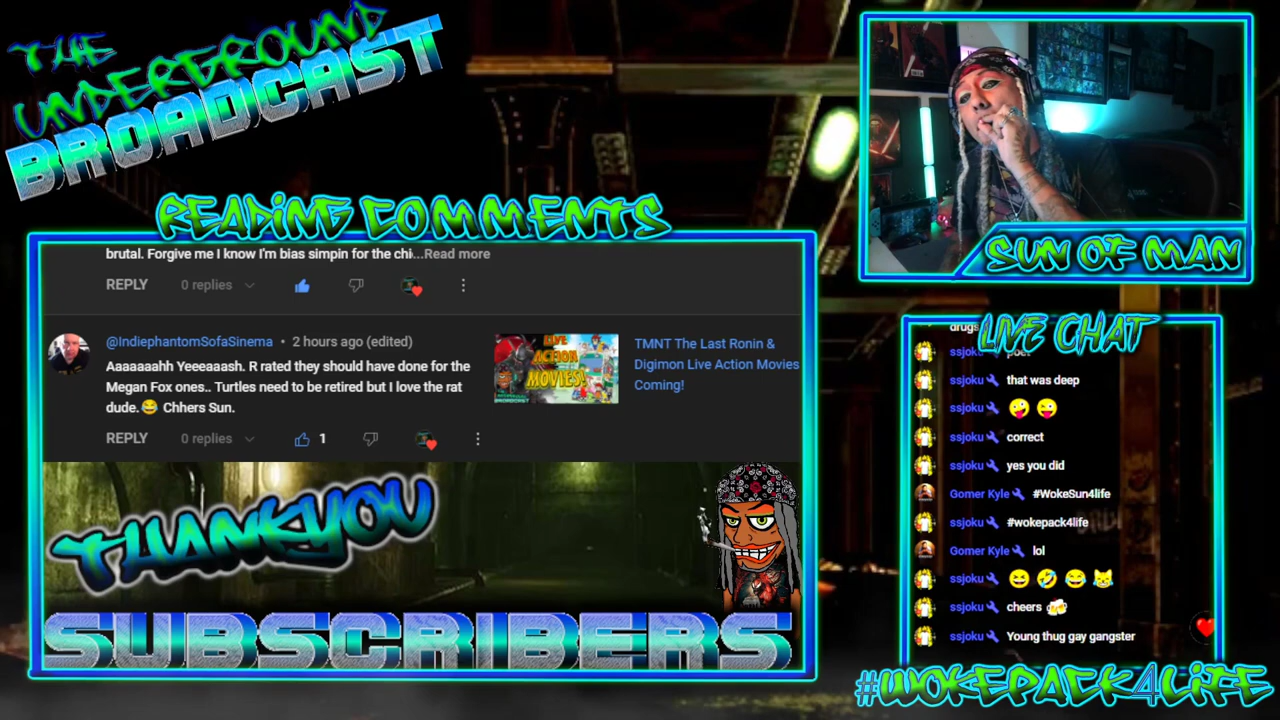 THE
UNDERGROUND
BROADCAST
READING COMMENTS
brutal. Forgive me I know I'm bias simpin for the chi...Read more
REPLY 0 replies
@IndiephantomSofaSinema • 2 hours ago (edited)
Aaaaaaahh Yeeeaaash. R rated they should have done for the
Megan Fox ones.. Turtles need to be retired but I love the rat
dude.😂 Chhers Sun.
LIVE
ACTION
MOVIES!
TMNT The Last Ronin &
Digimon Live Action Movies
Coming!
REPLY 0 replies 1
THANKYOU
SUBSCRIBERS
SUN OF MAN
LIVE CHAT
drugs
ssjoku poet
ssjoku that was deep
ssjoku 🤪 😜
ssjoku correct
ssjoku yes you did
Gomer Kyle #WokeSun4life
ssjoku #wokepack4life
Gomer Kyle lol
ssjoku 😆 🤣 😂 😹
ssjoku cheers 🍻
ssjoku Young thug gay gangster
#WOKEPACK4LIFE